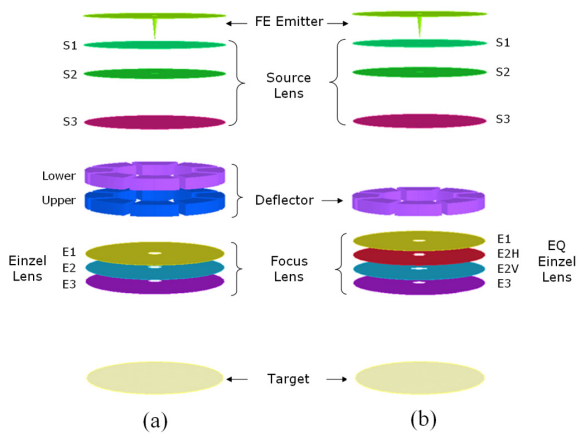 FE Emitter
S1
S1
S2
S2
Source
Lens
S3
S3
Lower
Upper
Deflector
E1
E1
EQ
Einzel
Lens
E2H
Einzel
Lens
E2
Focus
Lens
E2V
E3
E3
Target
(a)
(b)